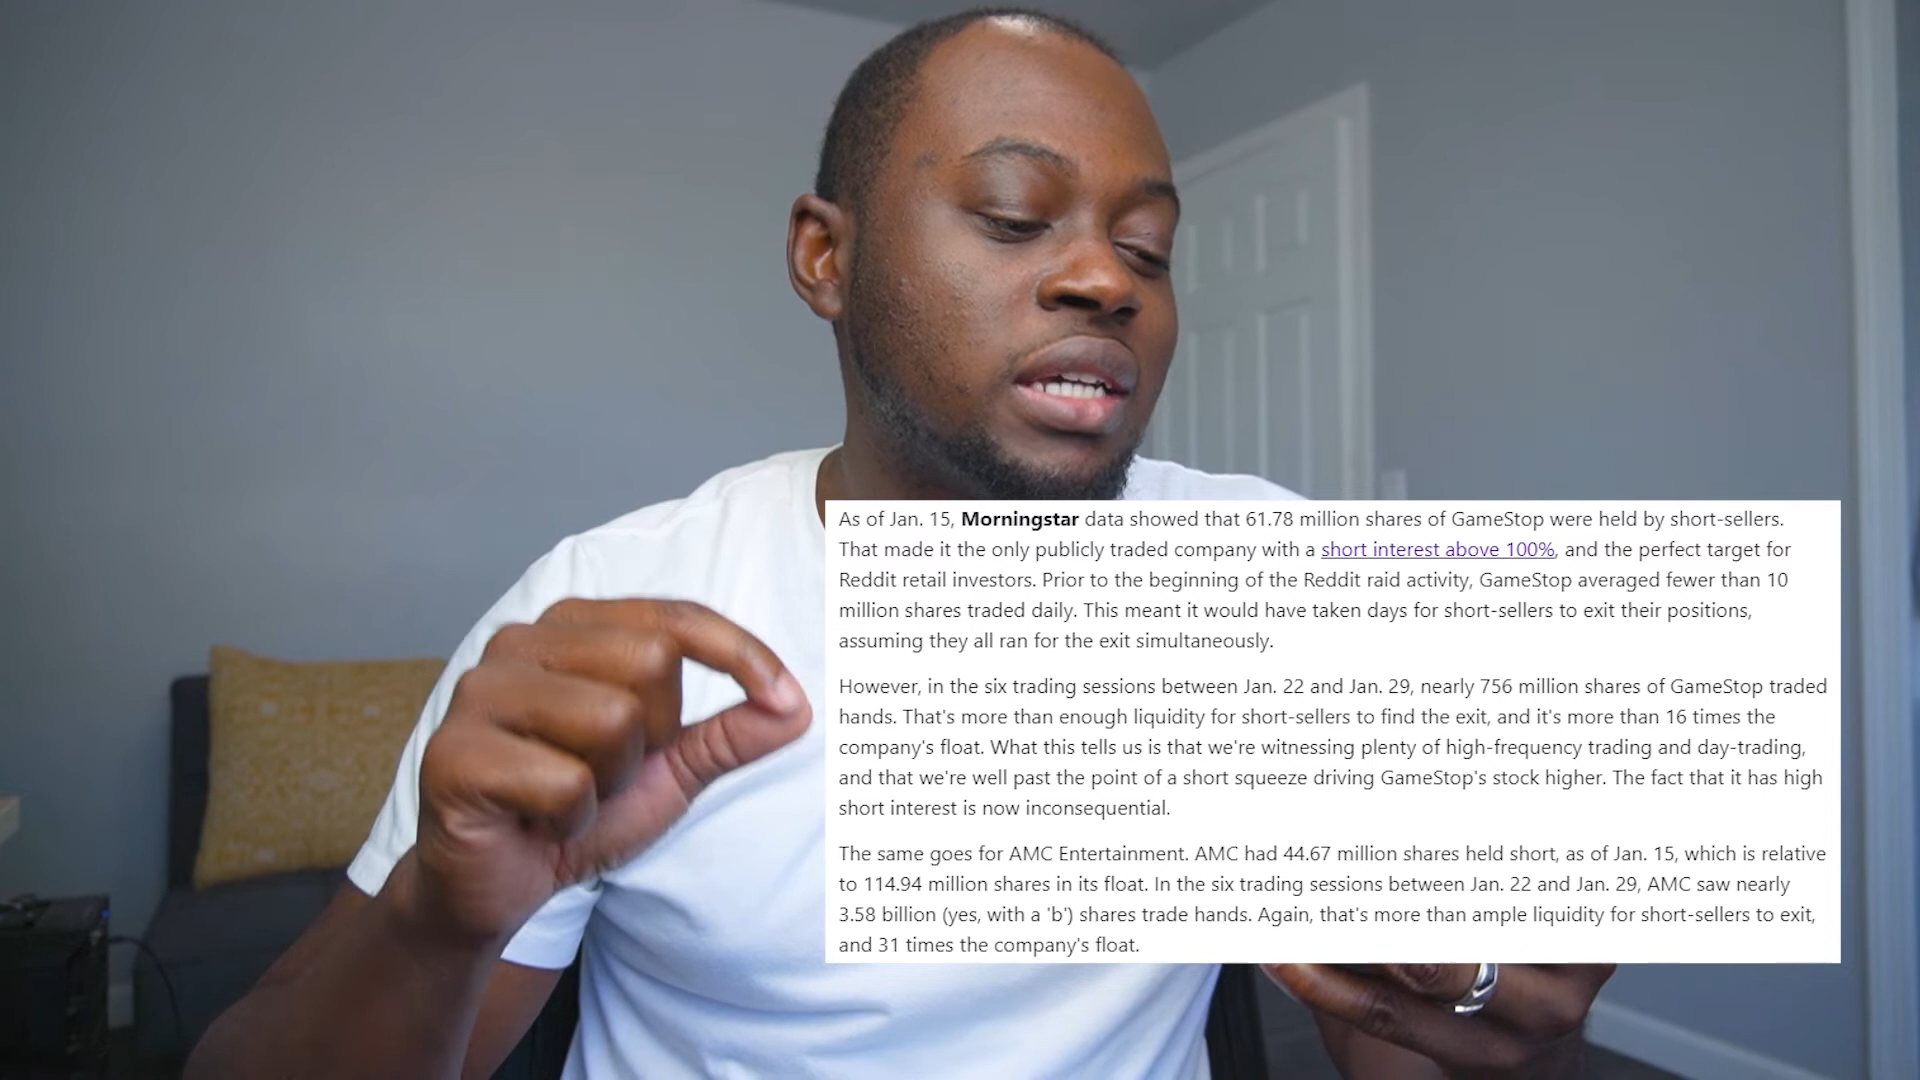 As of Jan. 15, Morningstar data showed that 61.78 million shares of GameStop were held by short-sellers.
That made it the only publicly traded company with a short interest above 100%, and the perfect target for
Reddit retail investors. Prior to the beginning of the Reddit raid activity, GameStop averaged fewer than 10
million shares traded daily. This meant it would have taken days for short-sellers to exit their positions,
assuming they all ran for the exit simultaneously.
However, in the six trading sessions between Jan. 22 and Jan. 29, nearly 756 million shares of GameStop traded
hands. That's more than enough liquidity for short-sellers to find the exit, and it's more than 16 times the
company's float. What this tells us is that we're witnessing plenty of high-frequency trading and day-trading,
and that we're well past the point of a short squeeze driving GameStop's stock higher. The fact that it has high
short interest is now inconsequential.
The same goes for AMC Entertainment. AMC had 44.67 million shares held short, as of Jan. 15, which is relative
to 114.94 million shares in its float. In the six trading sessions between Jan. 22 and Jan. 29, AMC saw nearly
3.58 billion (yes, with a 'b') shares trade hands. Again, that's more than ample liquidity for short-sellers to exit,
and 31 times the company's float.